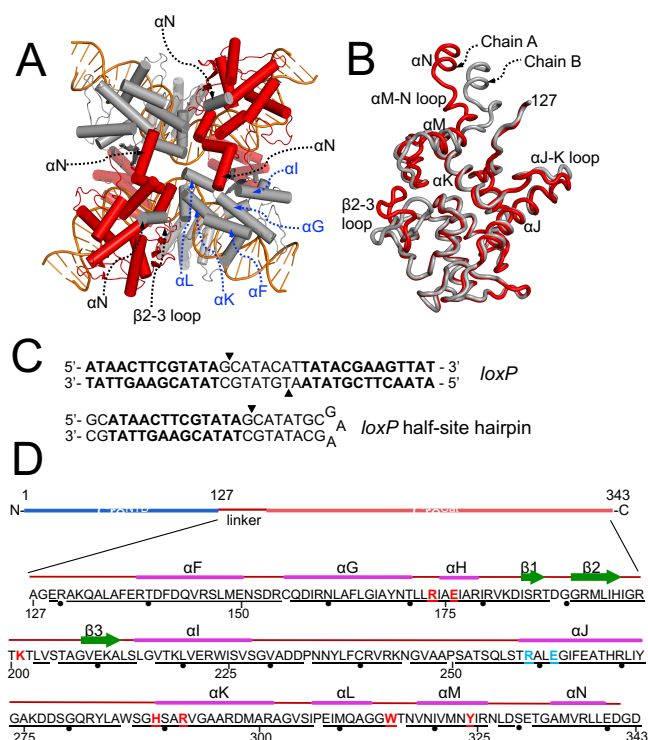 A
αN
αN
αN
αI
αG
αN
αL
αK
αF
β2-3 loop
B
αN
Chain A
Chain B
αM-N loop
127
αM
αJ-K loop
αK
β2-3
loop
αJ
C
5'- ATAACTTCGTATAGCATACATTATACGAAGTTAT - 3'
3'- TATTGAAGCATATCGTATGTAATATGCTTCAATA - 5'
loxP
5'- GCATAACTTCGTATAGCATATGCG
A
3'- CGTATTGAAGCATATCGTATACGA
loxP half-site hairpin
D
1 127 343
N- -C
linker
αF αG αH β1 β2
AGERAKQALAFERTDFDQVRSLMENSDRCQDIRNLAFLGIAYNTLLRIAEIARIRVKDISRTDGGRMLIHIGR
127 150 175
β3 αI αJ
TKTLVSTAGVEKALSLGVTKLVERWISVSGVADDPNNYLFCRVRKNGVAAPSATSQLSTRALEGIFEATHRLIY
200 225 250
αK αL αM αN
GAKDDSGQRYLAWSGHSARVGAARDMARAGVSIPEIMQAGGWTNVNIVMNYIRNLDSETGAMVRLLEDGD
275 300 325 343